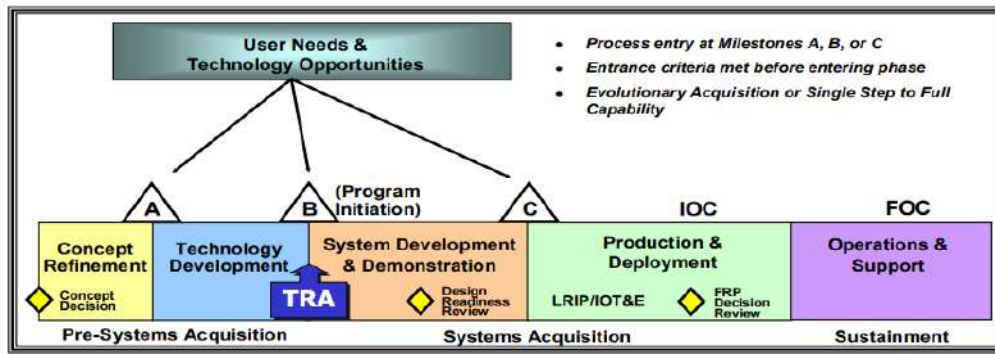 User Needs &
Technology Opportunities
• Process entry at Milestones A, B, or C
• Entrance criteria met before entering phase
• Evolutionary Acquisition or Single Step to Full
Capability
A
B
(Program
Initiation)
C
IOC
FOC
Concept
Refinement
Technology
Development
System Development
& Demonstration
Production &
Deployment
Operations &
Support
Concept
Decision
TRA
Design
Readiness
Review
LRIP/IOT&E
FRP
Decision
Review
Pre-Systems Acquisition
Systems Acquisition
Sustainment